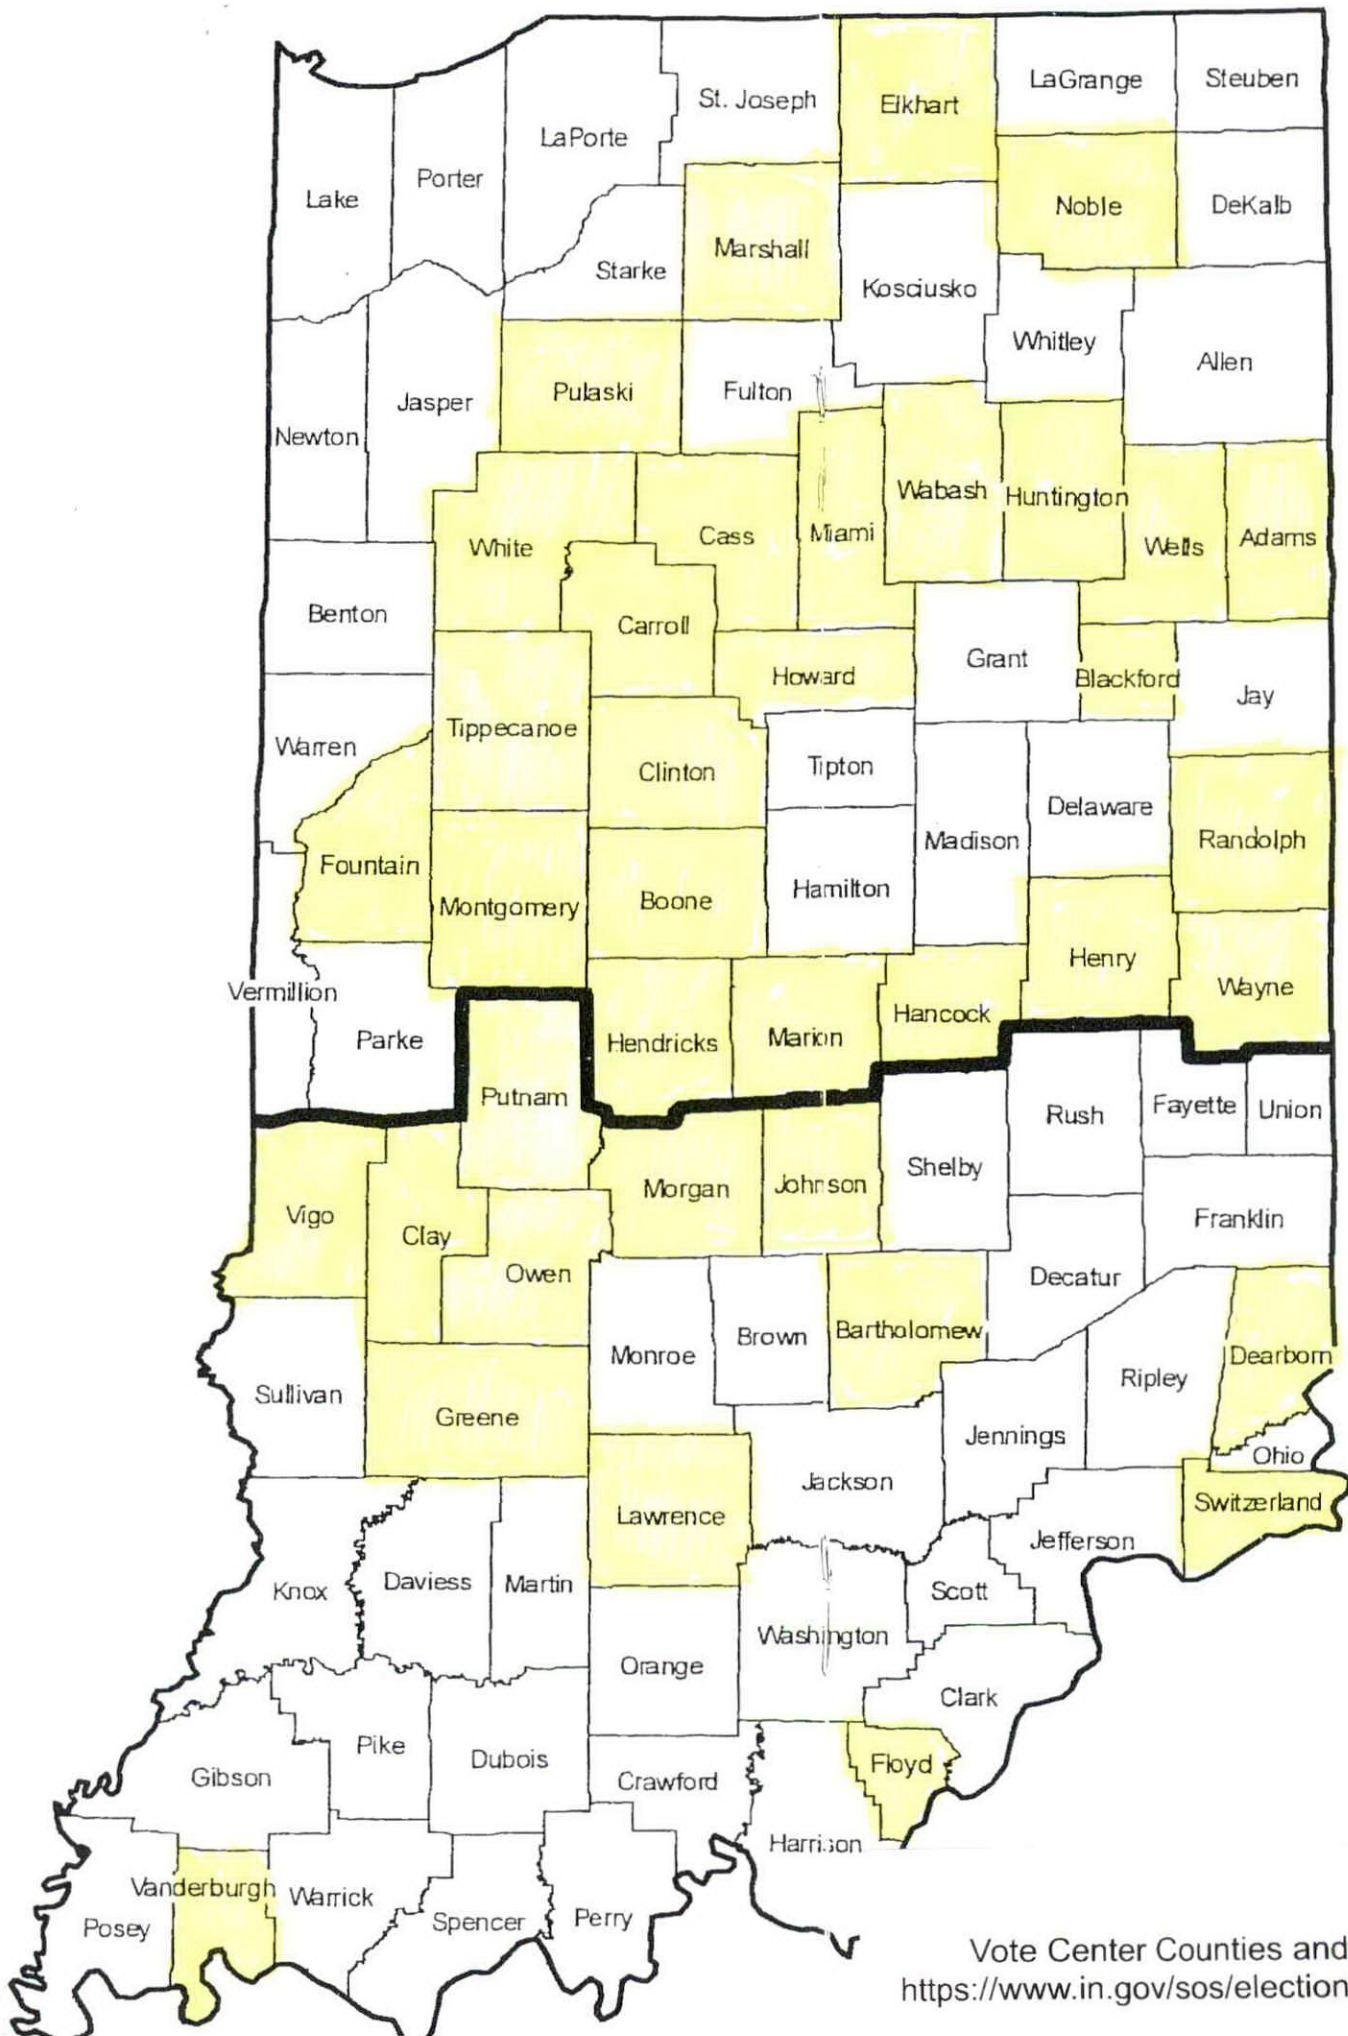 LaGrange
Steuben
St. Joseph
Elkhart
LaPorte
Porter
Lake
Noble
DeKalb
Marshall
Starke
Kosciusko
Whitley
Allen
Pulaski
Fulton
Jasper
Newton
Wabash
Huntington
White
Cass
Miami
Wells
Adams
Benton
Carroll
Grant
Howard
Blackford
Jay
Warren
Tippecanoe
Clinton
Tipton
Delaware
Madison
Randolph
Fountain
Montgomery
Boone
Hamilton
Henry
Wayne
Vermillion
Parke
Hendricks
Marion
Hancock
Putnam
Rush
Fayette
Union
Shelby
Morgan
Johnson
Vigo
Clay
Franklin
Owen
Decatur
Monroe
Brown
Bartholomew
Dearborn
Ripley
Sullivan
Greene
Jennings
Ohio
Jackson
Switzerland
Lawrence
Jefferson
Knox
Daviess
Martin
Scott
Washington
Orange
Clark
Pike
Dubois
Floyd
Gibson
Crawford
Harrison
Vanderburgh
Warrick
Posey
Spencer
Perry
Vote Center Counties and
https://www.in.gov/sos/election